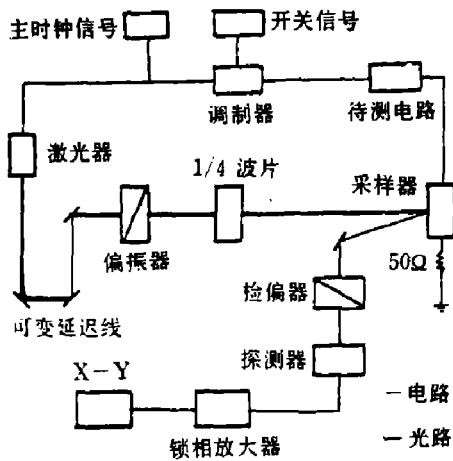 主时钟信号
开关信号
调制器
待测电路
激光器
1/4 波片
采样器
偏振器
50Ω
检偏器
可变延迟线
探测器
X-Y
一电路
锁相放大器
一光路